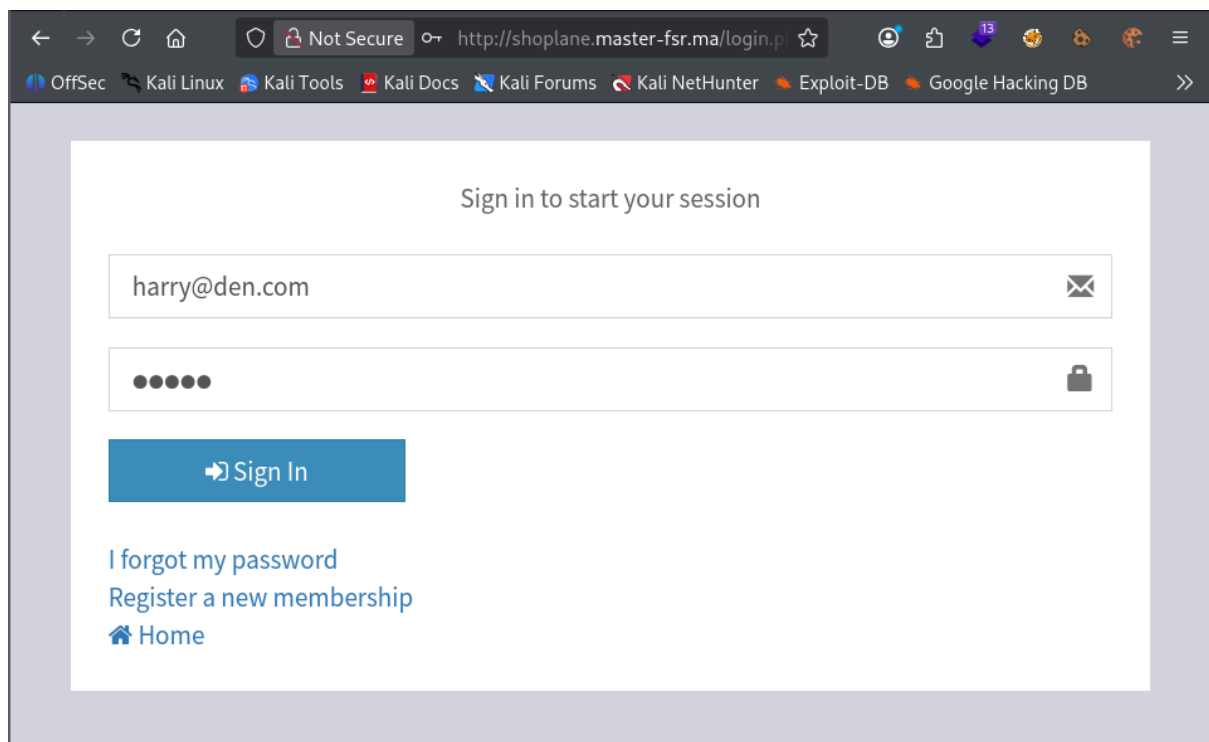 Not Secure http://shoplane.master-fsr.ma/login.p 13
OffSec Kali Linux Kali Tools Kali Docs Kali Forums Kali NetHunter Exploit-DB Google Hacking DB
Sign in to start your session
harry@den.com
●●●●●
Sign In
I forgot my password
Register a new membership
Home